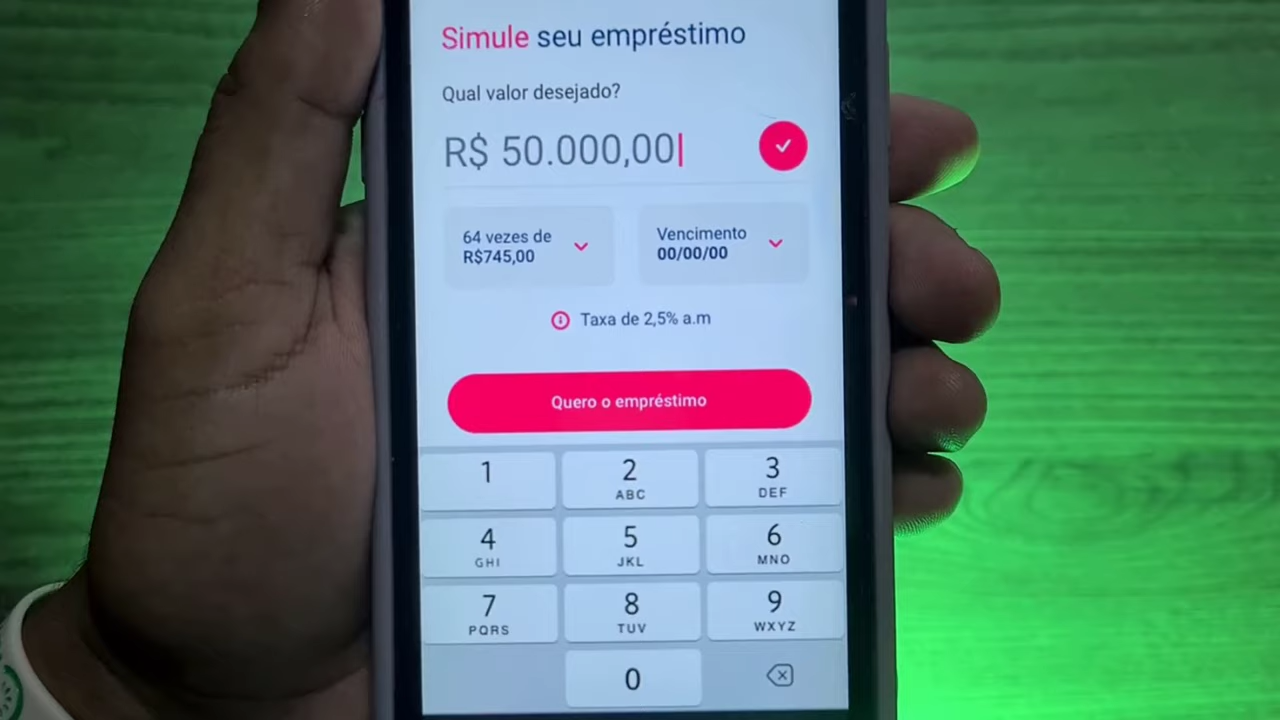 Simule seu empréstimo
Qual valor desejado?
R$ 50.000,00
64 vezes de
R$745,00
Vencimento
00/00/00
Taxa de 2,5% a.m
Quero o empréstimo
1
2
ABC
3
DEF
4
GHI
5
JKL
6
MNO
7
PQRS
8
TUV
9
WXYZ
0